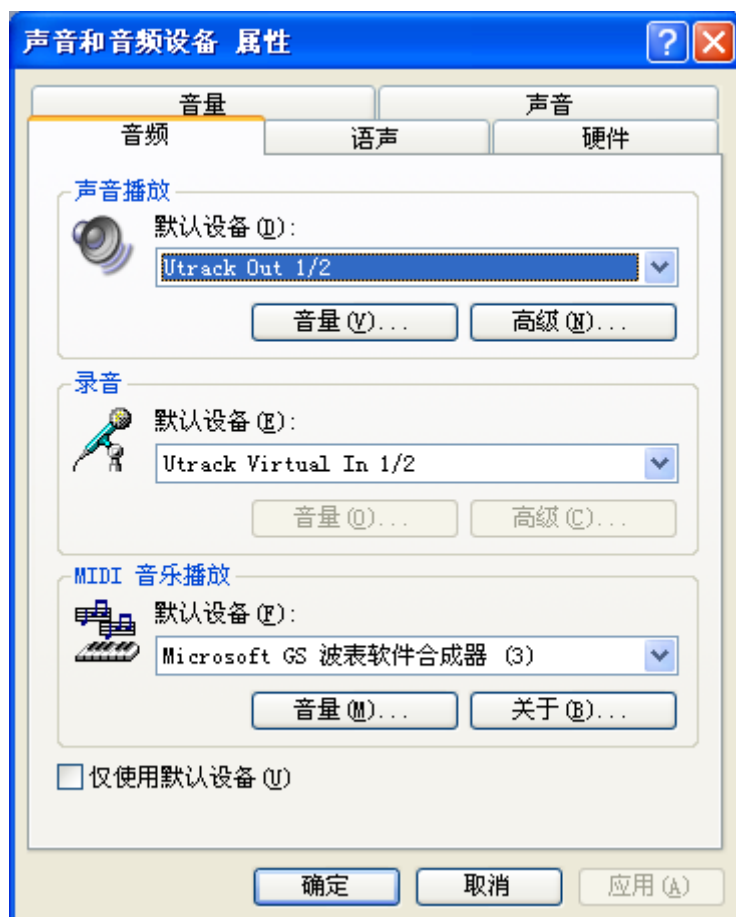 声音和音频设备 属性
音量 声音
音频 语声 硬件
声音播放
默认设备(D):
Utrack Out 1/2
音量(V)... 高级(N)...
录音
默认设备(E):
Utrack Virtual In 1/2
音量(O)... 高级(C)...
MIDI 音乐播放
默认设备(F):
Microsoft GS 波表软件合成器 (3)
音量(M)... 关于(B)...
仅使用默认设备(U)
确定 取消 应用(A)